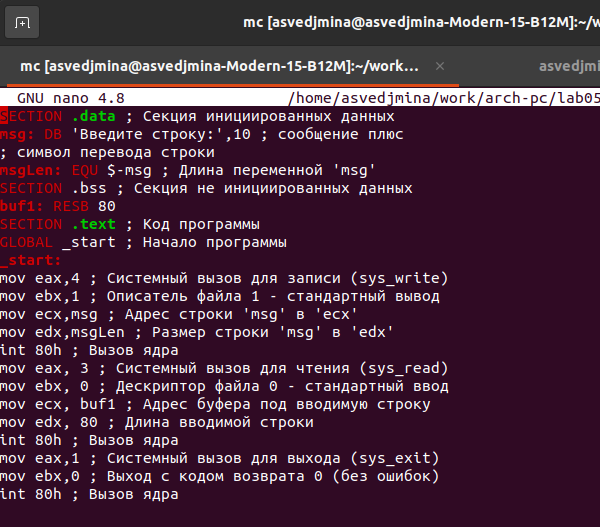 mc [asvedjmina@asvedjmina-Modern-15-B12M]:~/w
mc [asvedjmina@asvedjmina-Modern-15-B12M]:~/work... × asvedjmi
GNU nano 4.8 /home/asvedjmina/work/arch-pc/lab05
SECTION .data ; Секция инициированных данных
msg: DB 'Введите строку:',10 ; сообщение плюс
; символ перевода строки
msgLen: EQU $-msg ; Длина переменной 'msg'
SECTION .bss ; Секция не инициированных данных
buf1: RESB 80
SECTION .text ; Код программы
GLOBAL _start ; Начало программы
_start:
mov eax,4 ; Системный вызов для записи (sys_write)
mov ebx,1 ; Описатель файла 1 - стандартный вывод
mov ecx,msg ; Адрес строки 'msg' в 'ecx'
mov edx,msgLen ; Размер строки 'msg' в 'edx'
int 80h ; Вызов ядра
mov eax, 3 ; Системный вызов для чтения (sys_read)
mov ebx, 0 ; Дескриптор файла 0 - стандартный ввод
mov ecx, buf1 ; Адрес буфера под вводимую строку
mov edx, 80 ; Длина вводимой строки
int 80h ; Вызов ядра
mov eax,1 ; Системный вызов для выхода (sys_exit)
mov ebx,0 ; Выход с кодом возврата 0 (без ошибок)
int 80h ; Вызов ядра